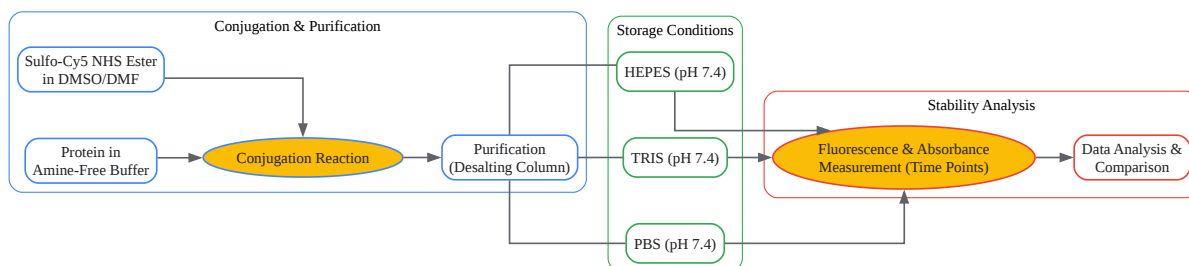 Conjugation & Purification
Sulfo-Cy5 NHS Ester
in DMSO/DMF
Protein in
Amine-Free Buffer
Conjugation Reaction
Purification
(Desalting Column)
Storage Conditions
HEPES (pH 7.4)
TRIS (pH 7.4)
PBS (pH 7.4)
Stability Analysis
Fluorescence & Absorbance
Measurement (Time Points)
Data Analysis &
Comparison